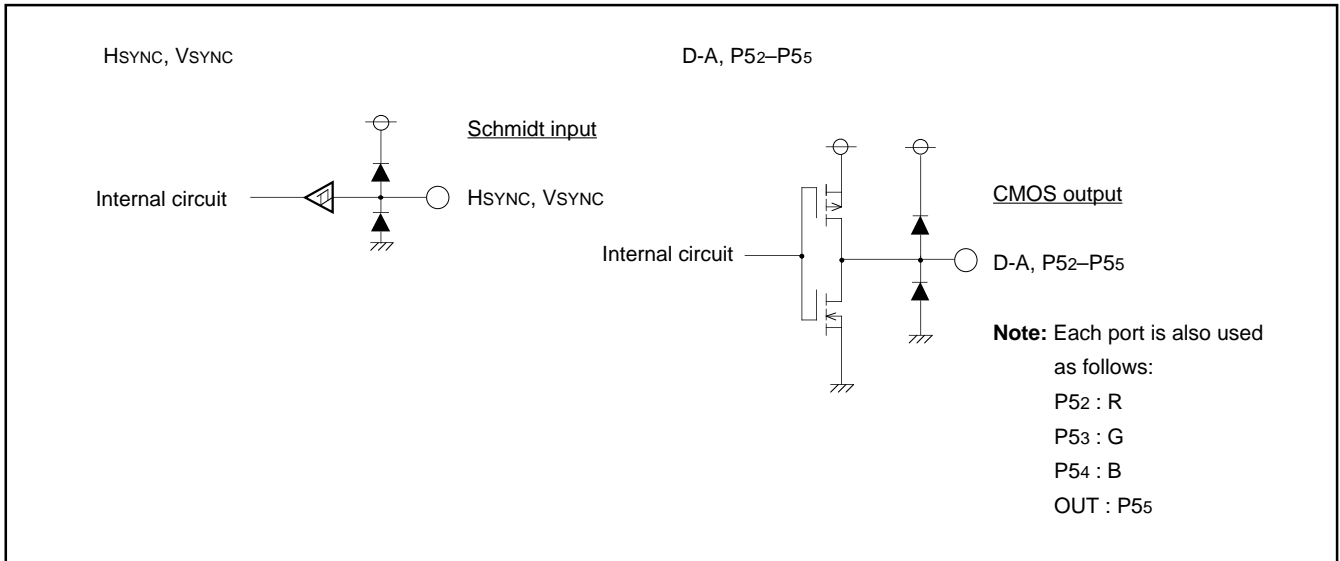 HSYNC, VSYNC
D-A, P52–P55
Schmidt input
Internal circuit
HSYNC, VSYNC
CMOS output
Internal circuit
D-A, P52–P55
Note: Each port is also used
as follows:
P52 : R
P53 : G
P54 : B
OUT : P55